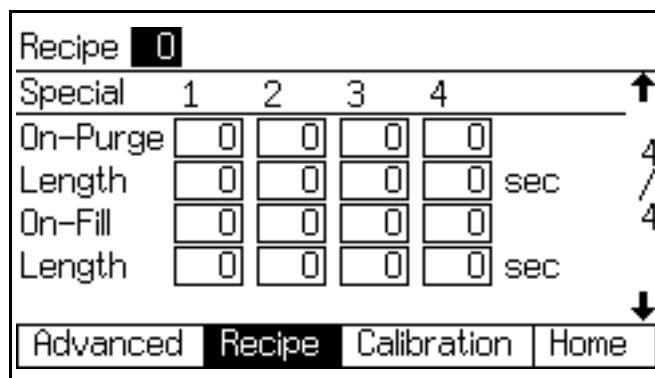 Recipe 0
Special 1 2 3 4
On-Purge 0 0 0 0
Length 0 0 0 0 sec
On-Fill 0 0 0 0
Length 0 0 0 0 sec
4/4
Advanced Recipe Calibration Home